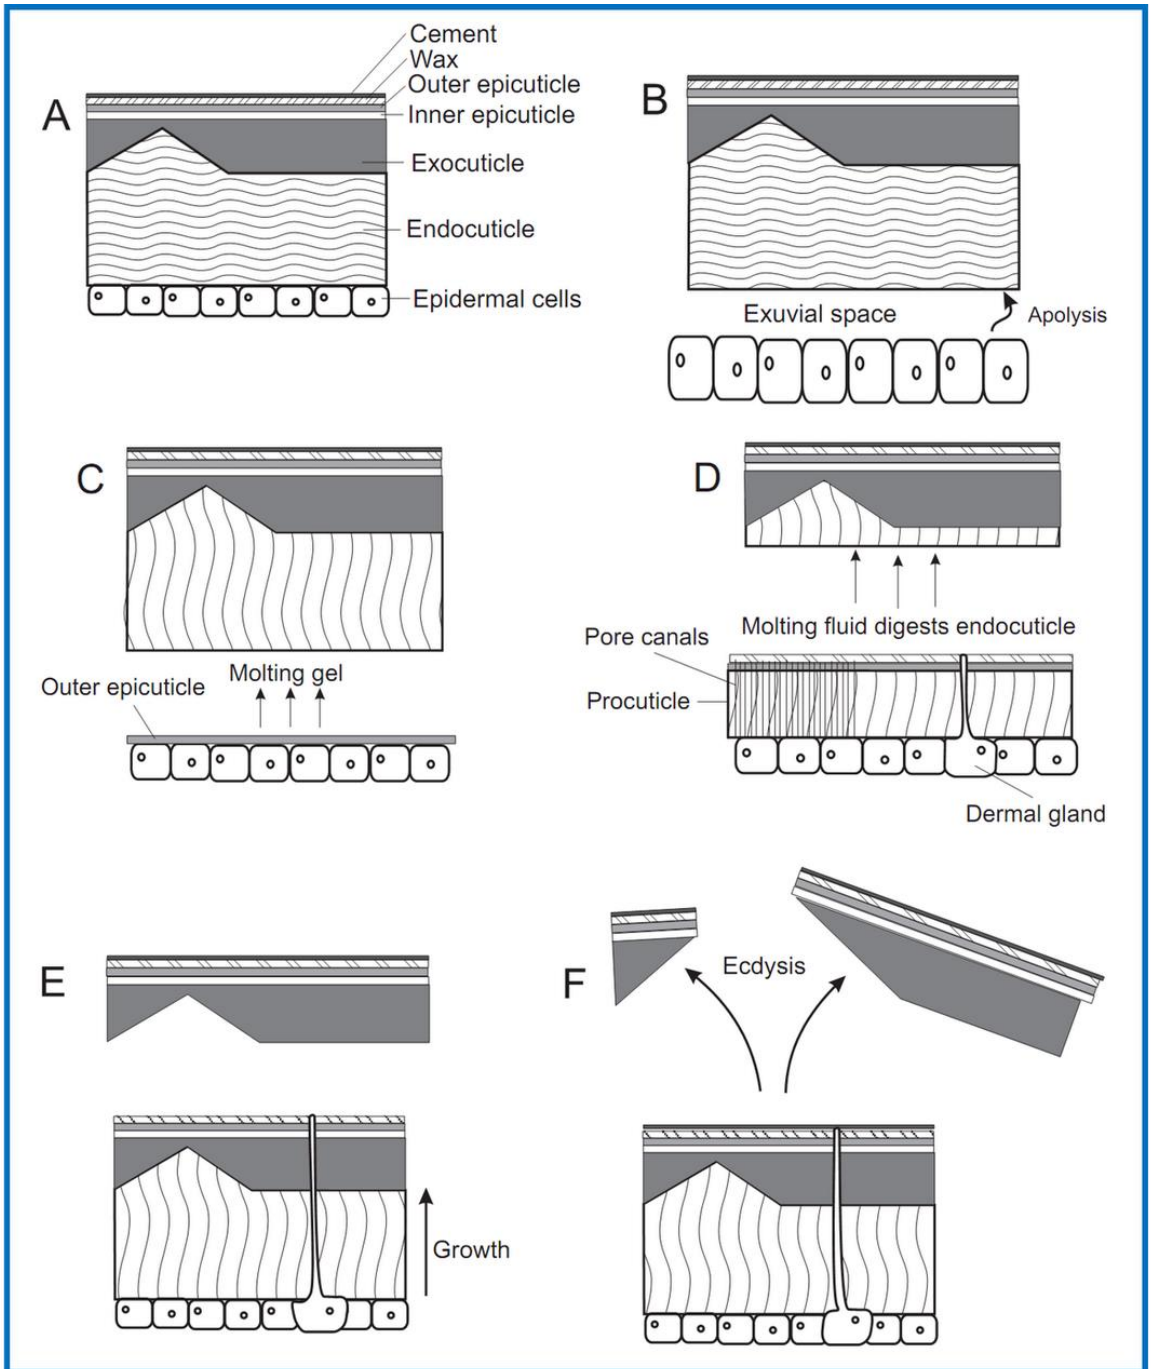 A
Cement
Wax
Outer epicuticle
Inner epicuticle
Exocuticle
Endocuticle
Epidermal cells
B
Exuvial space
Apolysis
C
Molting gel
Outer epicuticle
D
Molting fluid digests endocuticle
Pore canals
Procuticle
Dermal gland
E
Growth
F
Ecdysis